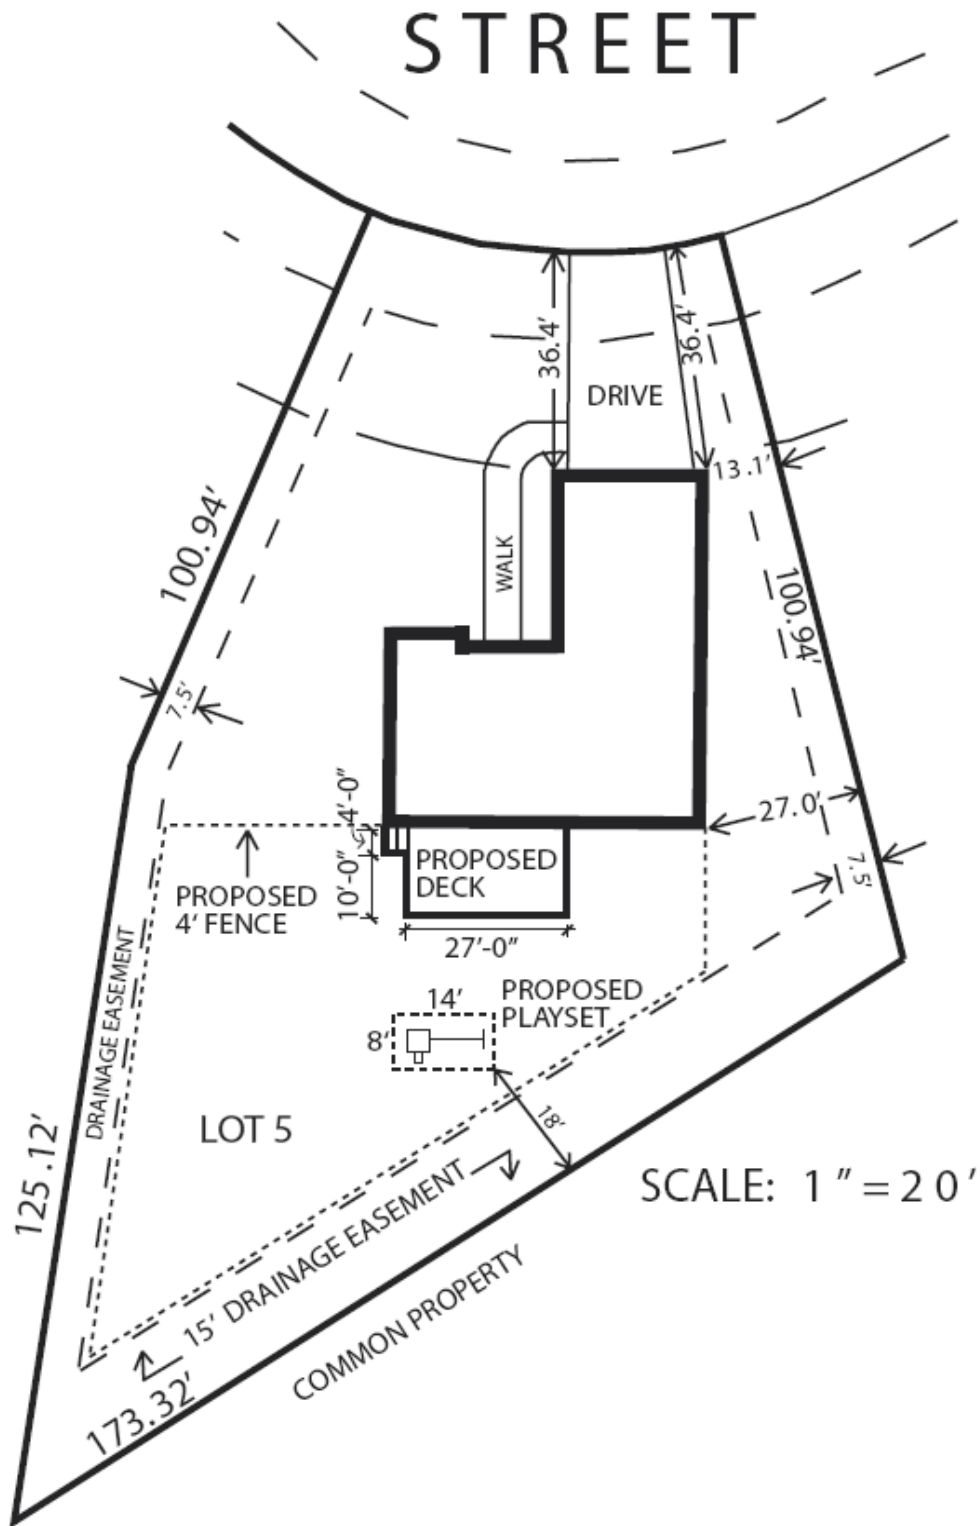 STREET
36.4'
36.4'
DRIVE
13.1'
100.94'
WALK
100.94'
7.5'
4'-0"
27.0'
PROPOSED
DECK
7.5'
10'-0"
PROPOSED
4' FENCE
27'-0"
DRAINAGE EASEMENT
14'
PROPOSED
PLAYSET
8'
18'
LOT 5
125.12'
SCALE: 1" = 20'
15' DRAINAGE EASEMENT
COMMON PROPERTY
173.32'